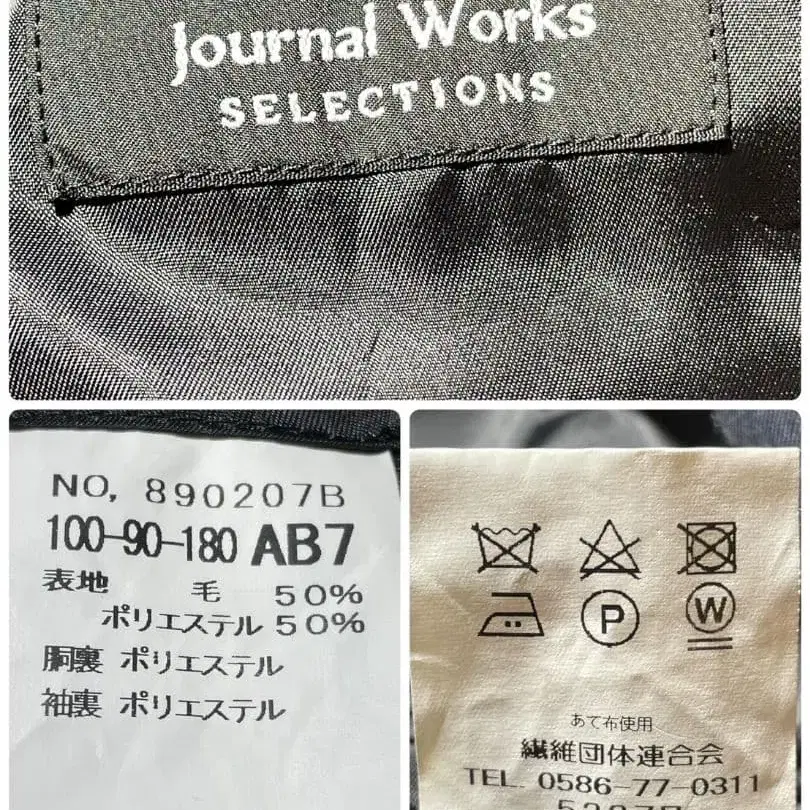 Journal Works
SELECTIONS
NO, 890207B
100-90-180 AB7
表地 毛 50%
ポリエステル 50%
胴裏 ポリエステル
袖裏 ポリエステル
P
W
あて布使用
繊維団体連合会
TEL. 0586-77-0311